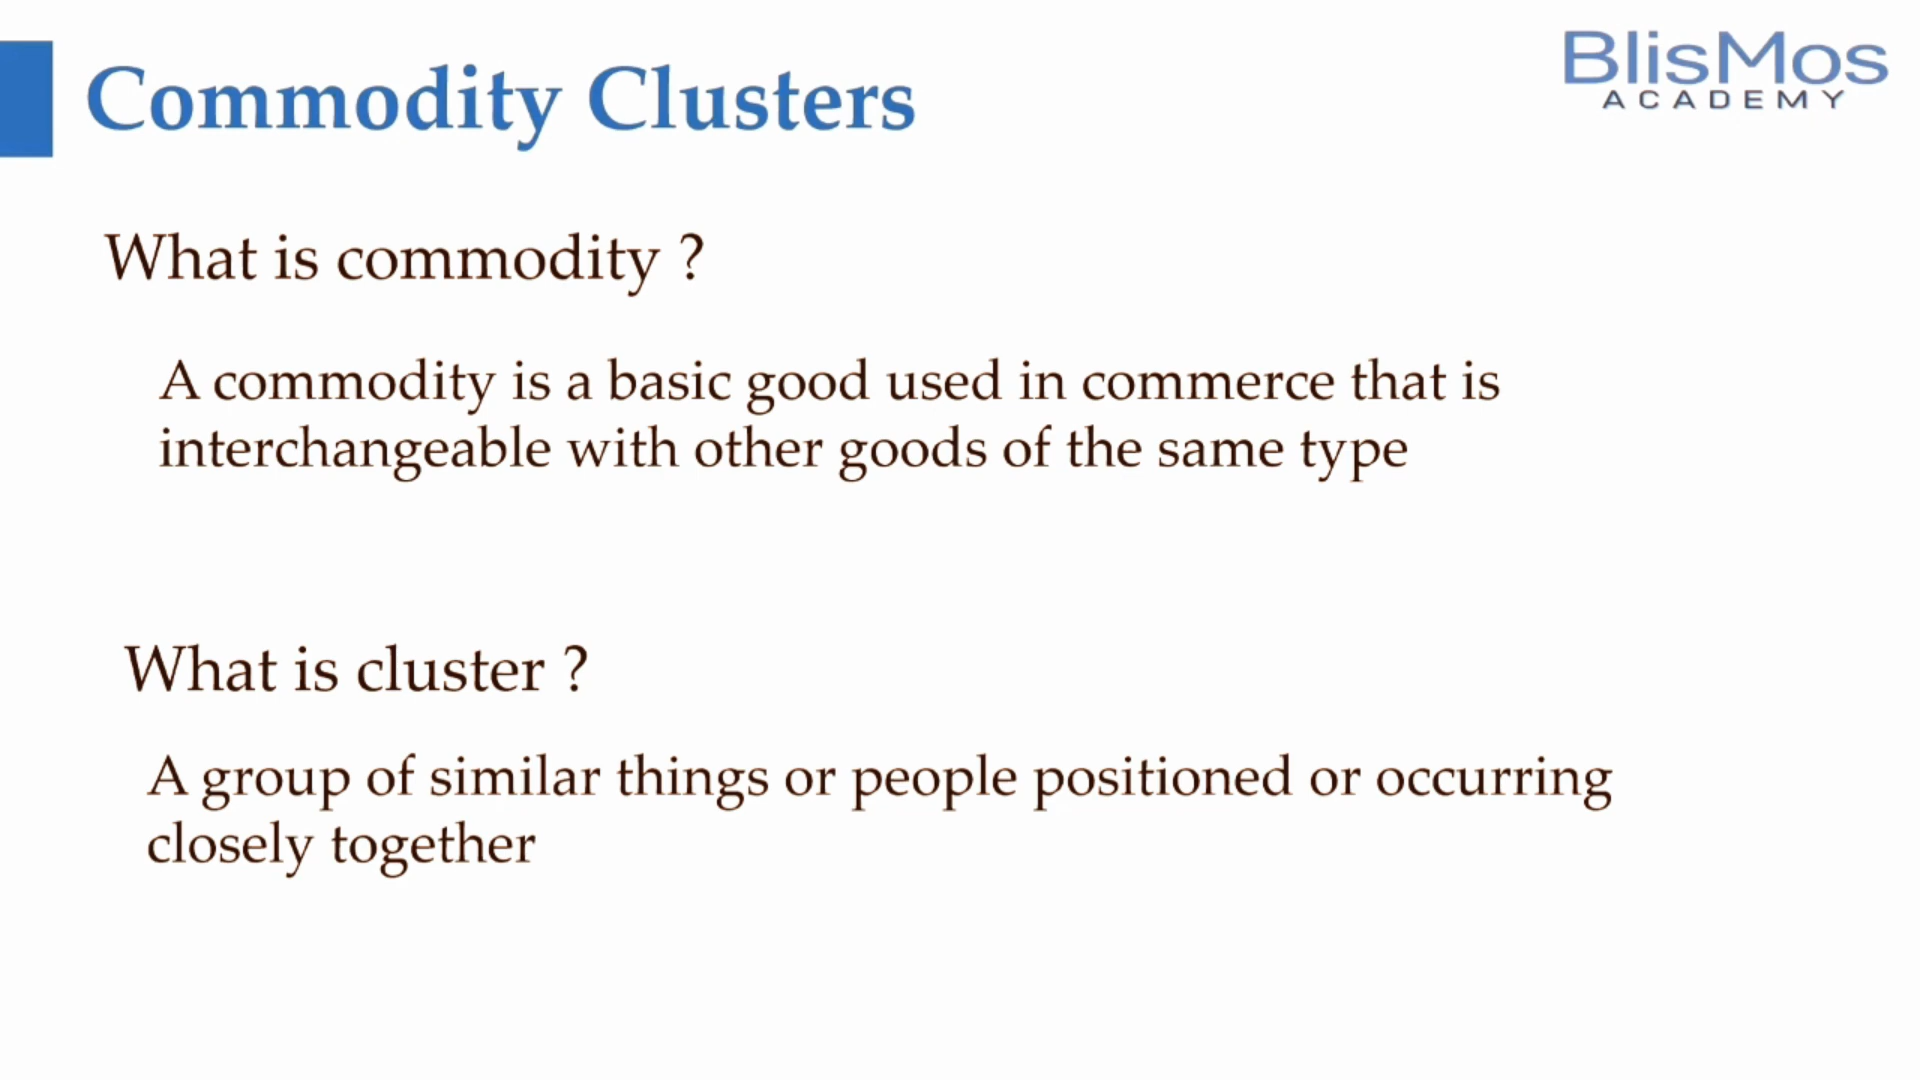 Commodity Clusters
BlisMos
ACADEMY
What is commodity ?
A commodity is a basic good used in commerce that is
interchangeable with other goods of the same type
What is cluster ?
A group of similar things or people positioned or occurring
closely together